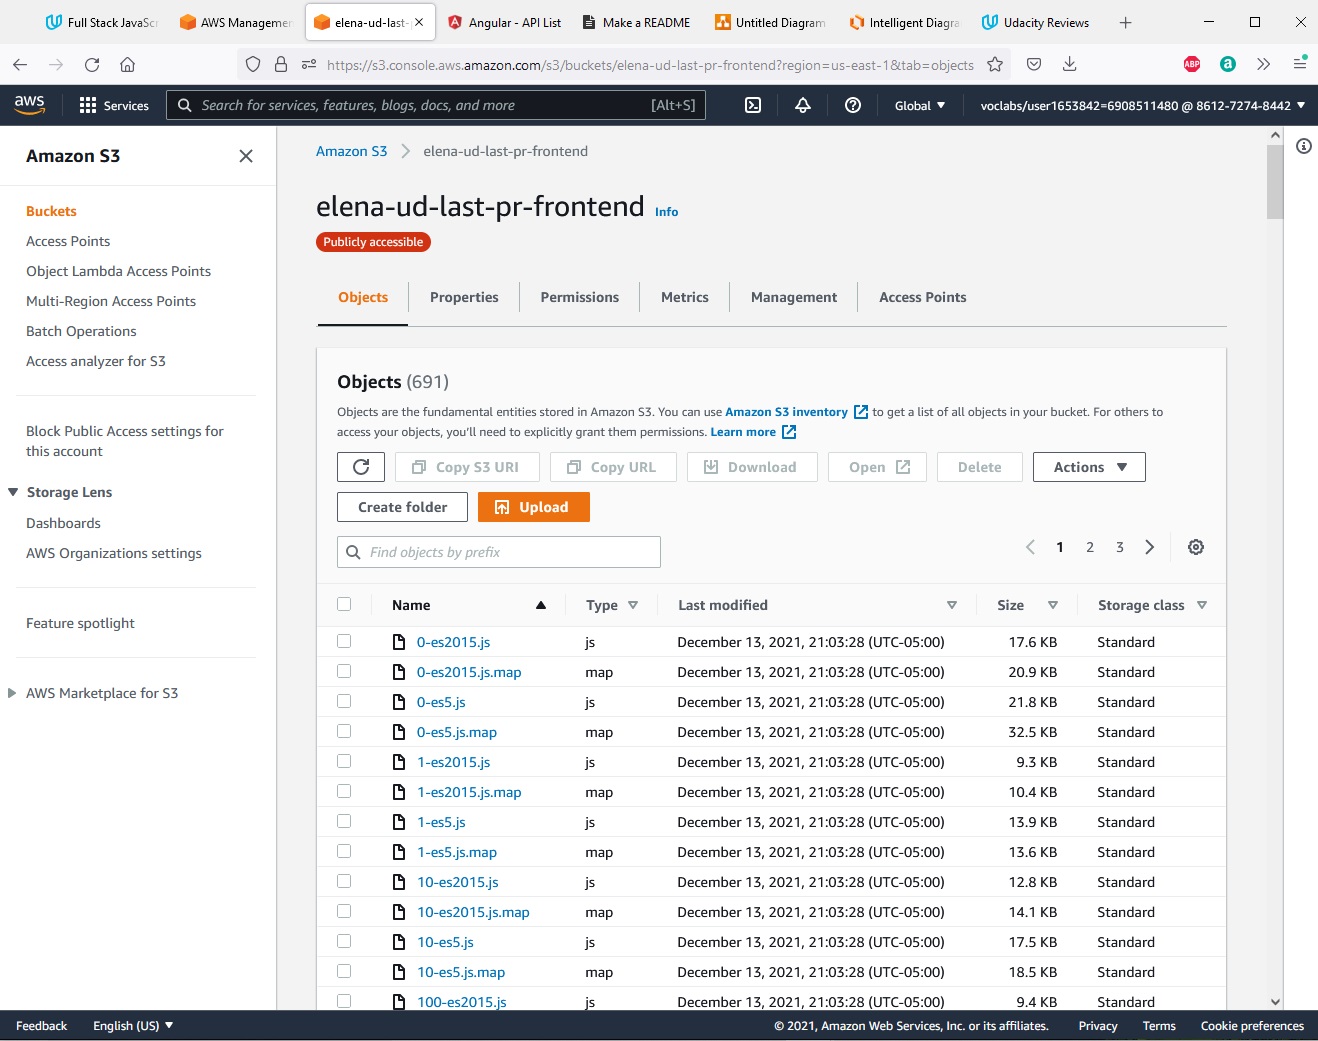 Full Stack JavaSc
AWS Managemen
elena-ud-last-p
Angular - API List
Make a README
Untitled Diagram
Intelligent Diagra
Udacity Reviews
https://s3.console.aws.amazon.com/s3/buckets/elena-ud-last-pr-frontend?region=us-east-1&tab=objects
ABP
a
aws
Services
Search for services, features, blogs, docs, and more
[Alt+S]
Global
voclabs/user1653842=6908511480 @ 8612-7274-8442
Amazon S3
Buckets
Access Points
Object Lambda Access Points
Multi-Region Access Points
Batch Operations
Access analyzer for S3
Block Public Access settings for
this account
Storage Lens
Dashboards
AWS Organizations settings
Feature spotlight
AWS Marketplace for S3
Amazon S3 > elena-ud-last-pr-frontend
elena-ud-last-pr-frontend Info
Publicly accessible
Objects Properties Permissions Metrics Management Access Points
Objects (691)
Objects are the fundamental entities stored in Amazon S3. You can use Amazon S3 inventory to get a list of all objects in your bucket. For others to
access your objects, you'll need to explicitly grant them permissions. Learn more
Copy S3 URI Copy URL Download Open Delete Actions
Create folder Upload
Find objects by prefix
1 2 3
Name Type Last modified Size Storage class
0-es2015.js js December 13, 2021, 21:03:28 (UTC-05:00) 17.6 KB Standard
0-es2015.js.map map December 13, 2021, 21:03:28 (UTC-05:00) 20.9 KB Standard
0-es5.js js December 13, 2021, 21:03:28 (UTC-05:00) 21.8 KB Standard
0-es5.js.map map December 13, 2021, 21:03:28 (UTC-05:00) 32.5 KB Standard
1-es2015.js js December 13, 2021, 21:03:28 (UTC-05:00) 9.3 KB Standard
1-es2015.js.map map December 13, 2021, 21:03:28 (UTC-05:00) 10.4 KB Standard
1-es5.js js December 13, 2021, 21:03:28 (UTC-05:00) 13.9 KB Standard
1-es5.js.map map December 13, 2021, 21:03:28 (UTC-05:00) 13.6 KB Standard
10-es2015.js js December 13, 2021, 21:03:28 (UTC-05:00) 12.8 KB Standard
10-es2015.js.map map December 13, 2021, 21:03:28 (UTC-05:00) 14.1 KB Standard
10-es5.js js December 13, 2021, 21:03:28 (UTC-05:00) 17.5 KB Standard
10-es5.js.map map December 13, 2021, 21:03:28 (UTC-05:00) 18.5 KB Standard
100-es2015.js js December 13, 2021, 21:03:28 (UTC-05:00) 9.4 KB Standard
Feedback English (US) © 2021, Amazon Web Services, Inc. or its affiliates. Privacy Terms Cookie preferences